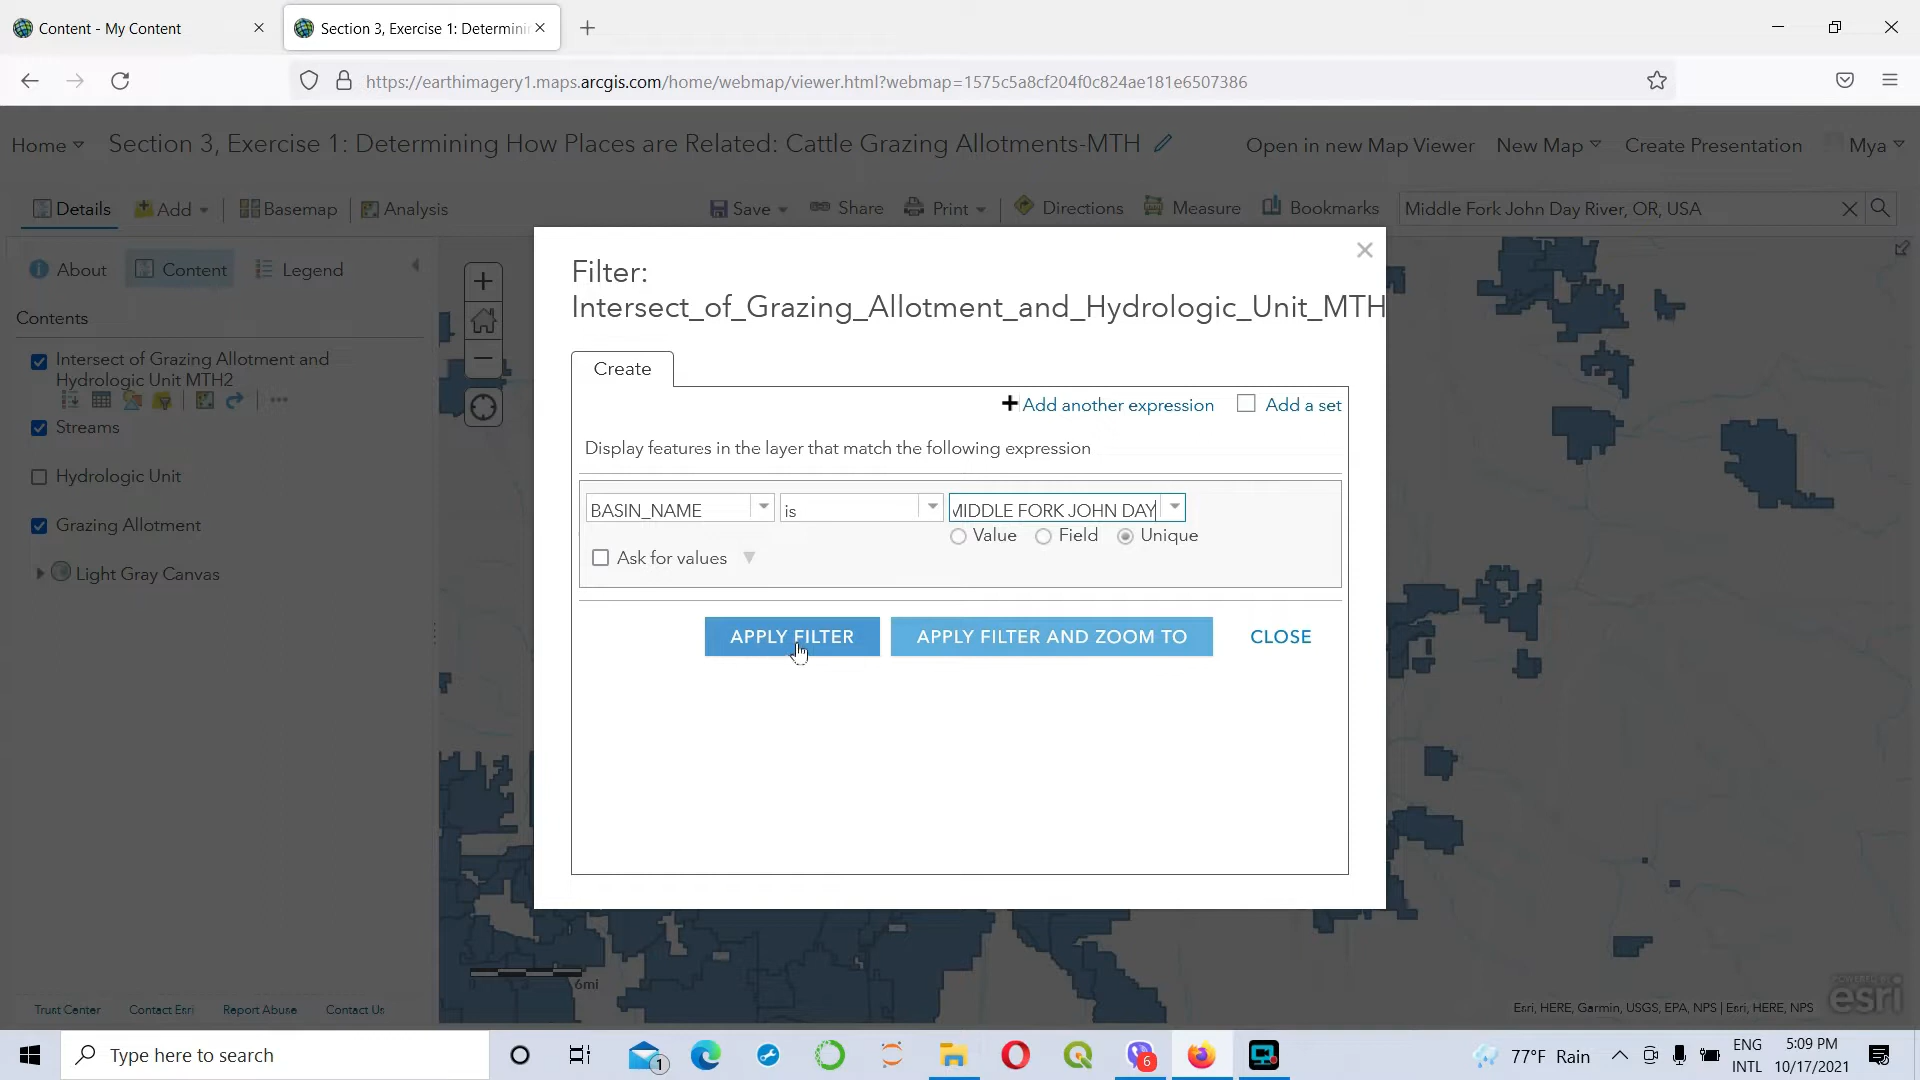 Content - My Content
Section 3, Exercise 1: Determini
https://earthimagery1.maps.arcgis.com/home/webmap/viewer.html?webmap=1575c5a8cf204f0c824ae181e6507386
Home
Section 3, Exercise 1: Determining How Places are Related: Cattle Grazing Allotments-MTH
Open in new Map Viewer
New Map
Create Presentation
Mya
Details
Add
Basemap
Analysis
Save
Share
Print
Directions
Measure
Bookmarks
Middle Fork John Day River, OR, USA
About
Content
Legend
Contents
Intersect of Grazing Allotment and
Hydrologic Unit MTH2
Streams
Hydrologic Unit
Grazing Allotment
Light Gray Canvas
Filter:
Intersect_of_Grazing_Allotment_and_Hydrologic_Unit_MTH
Create
Add another expression
Add a set
Display features in the layer that match the following expression
BASIN_NAME
is
MIDDLE FORK JOHN DAY
Value
Field
Unique
Ask for values
APPLY FILTER
APPLY FILTER AND ZOOM TO
CLOSE
6mi
Trust Center
Contact Esri
Report Abuse
Contact Us
Esri, HERE, Garmin, USGS, EPA, NPS | Esri, HERE, NPS
POWERED BY
esri
Type here to search
1
6
77°F Rain
ENG
INTL
5:09 PM
10/17/2021